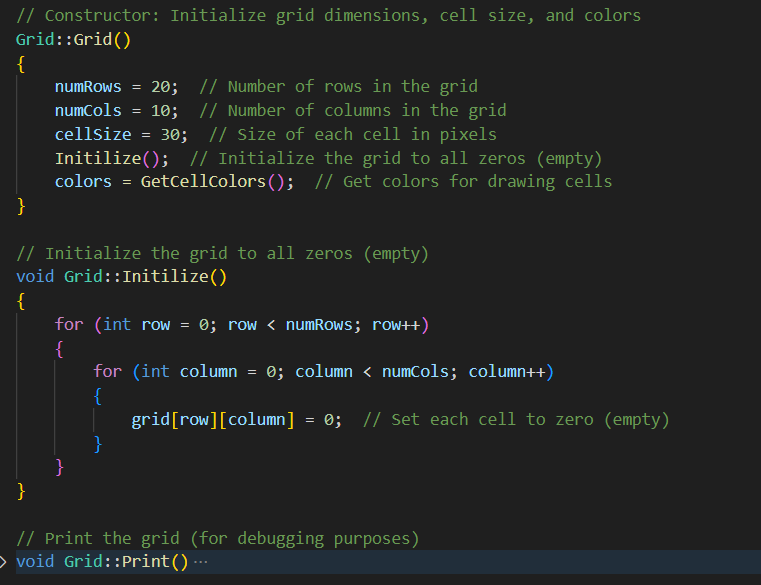 // Constructor: Initialize grid dimensions, cell size, and colors
Grid::Grid()
{
    numRows = 20;  // Number of rows in the grid
    numCols = 10;  // Number of columns in the grid
    cellSize = 30;  // Size of each cell in pixels
    Initilize();  // Initialize the grid to all zeros (empty)
    colors = GetCellColors();  // Get colors for drawing cells
}

// Initialize the grid to all zeros (empty)
void Grid::Initilize()
{
    for (int row = 0; row < numRows; row++)
    {
        for (int column = 0; column < numCols; column++)
        {
            grid[row][column] = 0;  // Set each cell to zero (empty)
        }
    }
}

// Print the grid (for debugging purposes)
void Grid::Print() ···